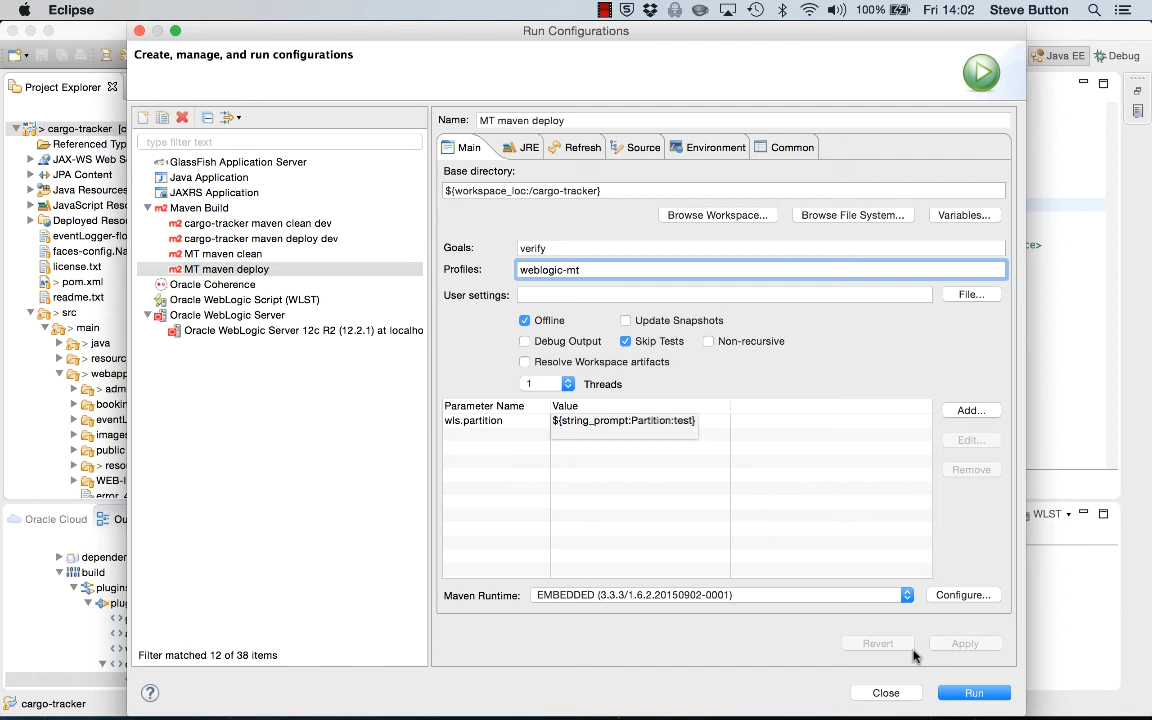 Eclipse
100%
Fri 14:02
Steve Button
Run Configurations
Create, manage, and run configurations
Java EE
Debug
Project Explorer
> cargo-tracker [c
Referenced Typ
JAX-WS Web S
JPA Content
Java Resources
JavaScript Res
Deployed Reso
eventLogger-flo
faces-config.Na
license.txt
> pom.xml
readme.txt
> src
> main
> java
> resourc
> webapp
> adm
bookin
eventL
images
public
> reso
WEB-I
error_4
Oracle Cloud
Ou
dependen
build
plugins
plug
cargo-tracker
type filter text
GlassFish Application Server
Java Application
JAXRS Application
Maven Build
cargo-tracker maven clean dev
cargo-tracker maven deploy dev
MT maven clean
MT maven deploy
Oracle Coherence
Oracle WebLogic Script (WLST)
Oracle WebLogic Server
Oracle WebLogic Server 12c R2 (12.2.1) at localho
Filter matched 12 of 38 items
Name:
MT maven deploy
Main
JRE
Refresh
Source
Environment
Common
Base directory:
${workspace_loc:/cargo-tracker}
Browse Workspace...
Browse File System...
Variables...
Goals:
verify
Profiles:
weblogic-mt
User settings:
File...
Offline
Update Snapshots
Debug Output
Skip Tests
Non-recursive
Resolve Workspace artifacts
1
Threads
Parameter Name
Value
wls.partition
${string_prompt:Partition:test}
Add...
Edit...
Remove
Maven Runtime:
EMBEDDED (3.3.3/1.6.2.20150902-0001)
Configure...
Revert
Apply
Close
Run
ce>
WLST